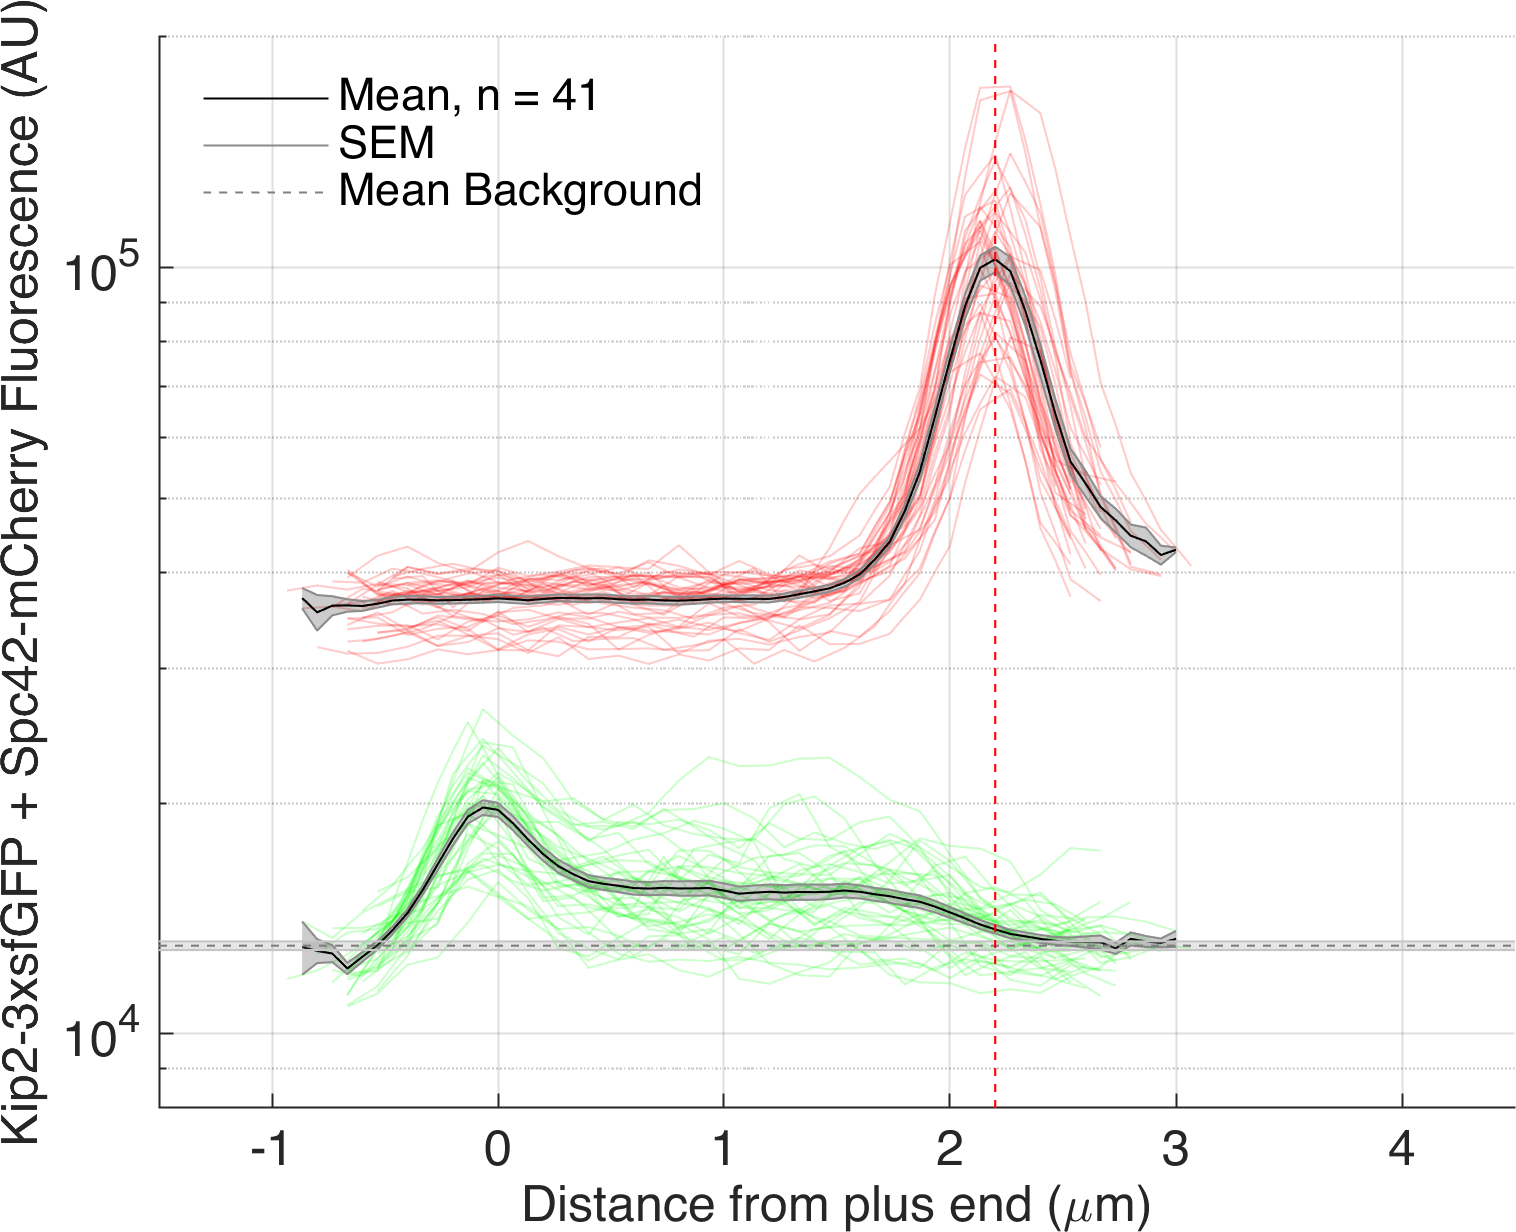 Kip2-3xsfGFP + Spc42-mCherry Fluorescence (AU)
Mean, n = 41
SEM
Mean Background
10^5
10^4
-1 0 1 2 3 4
Distance from plus end (μm)